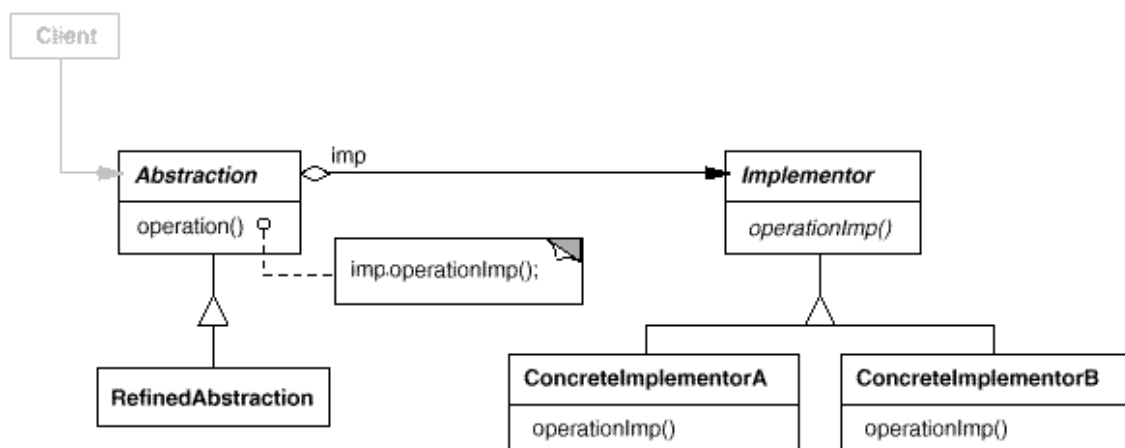 Client
imp
Abstraction
Implementor
operation()
operationImp()
imp.operationImp();
RefinedAbstraction
ConcreteImplementorA
ConcreteImplementorB
operationImp()
operationImp()